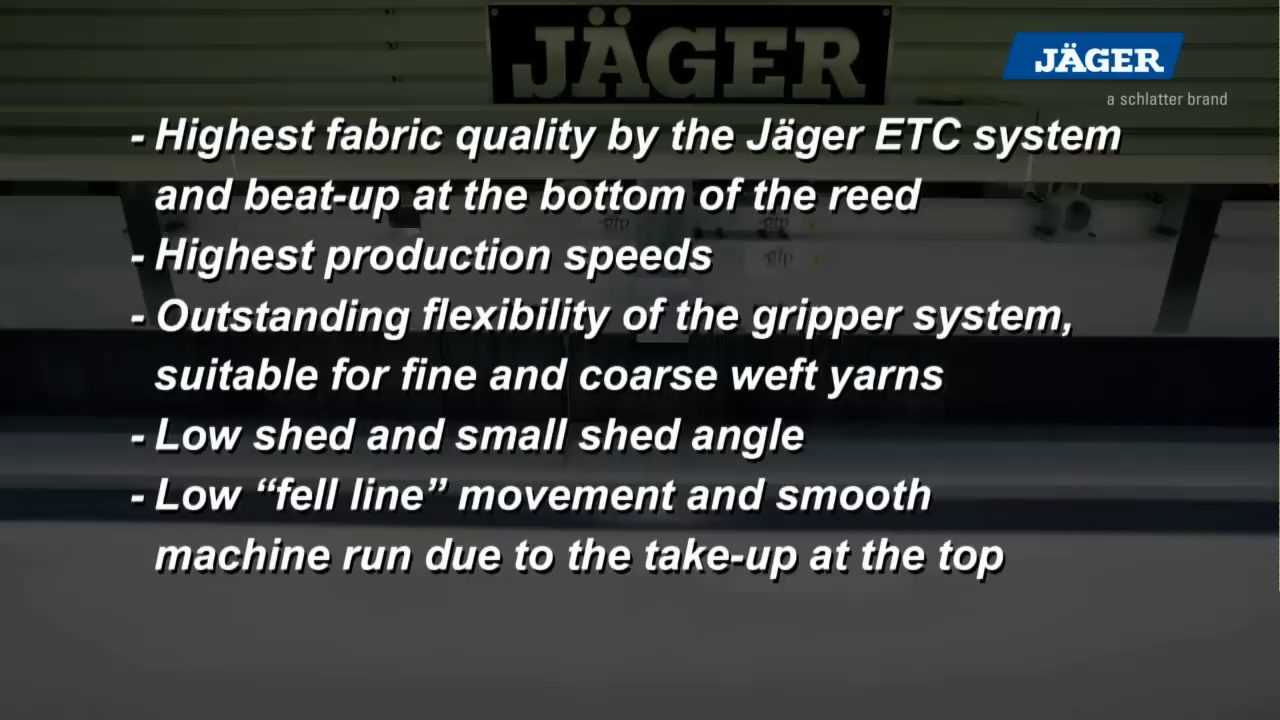 JÄGER
JÄGER
a schlatter brand
- Highest fabric quality by the Jäger ETC system
and beat-up at the bottom of the reed
- Highest production speeds
- Outstanding flexibility of the gripper system,
suitable for fine and coarse weft yarns
- Low shed and small shed angle
- Low “fell line” movement and smooth
machine run due to the take-up at the top